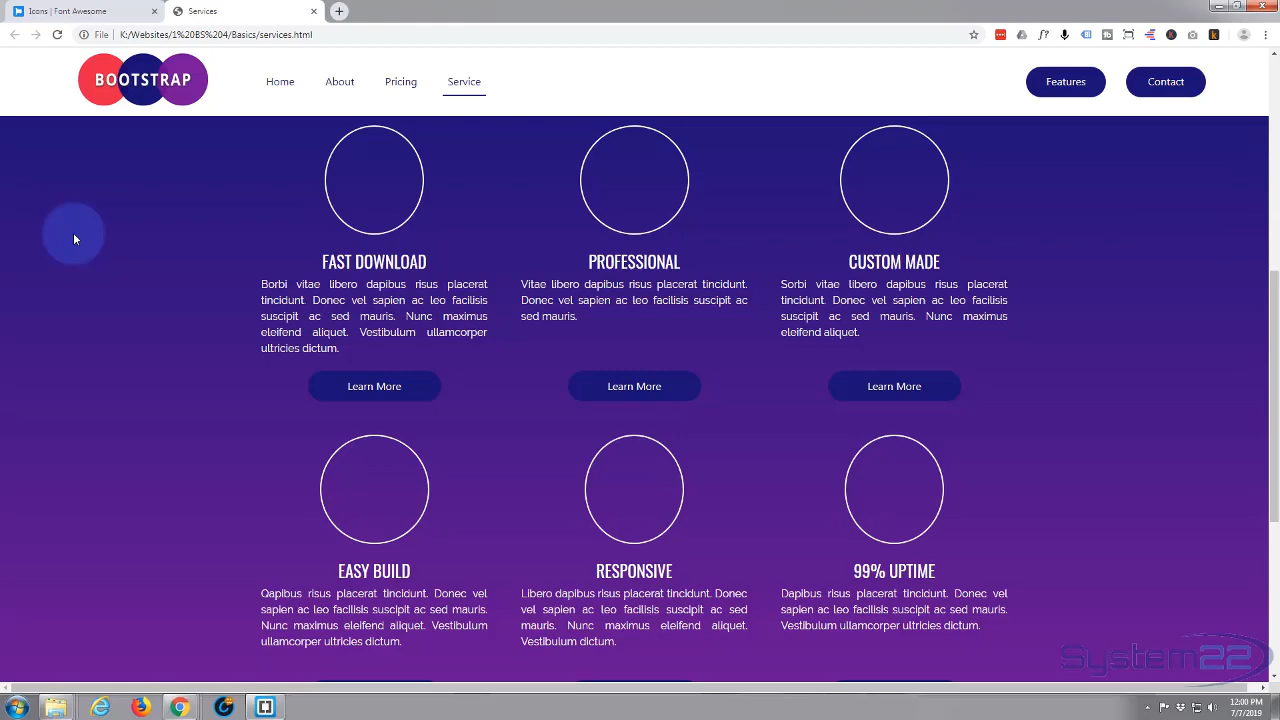 Icons | Font Awesome
Services
File K:/Websites/1%20BS%204/Basics/services.html
BOOTSTRAP
Home About Pricing Service Features Contact
FAST DOWNLOAD
Borbi vitae libero dapibus risus placerat
tincidunt. Donec vel sapien ac leo facilisis
suscipit ac sed mauris. Nunc maximus
eleifend aliquet. Vestibulum ullamcorper
ultricies dictum.
Learn More
PROFESSIONAL
Vitae libero dapibus risus placerat tincidunt.
Donec vel sapien ac leo facilisis suscipit ac
sed mauris.
Learn More
CUSTOM MADE
Sorbi vitae libero dapibus risus placerat
tincidunt. Donec vel sapien ac leo facilisis
suscipit ac sed mauris. Nunc maximus
eleifend aliquet.
Learn More
EASY BUILD
Qapibus risus placerat tincidunt. Donec vel
sapien ac leo facilisis suscipit ac sed mauris.
Nunc maximus eleifend aliquet. Vestibulum
ullamcorper ultricies dictum.
RESPONSIVE
Libero dapibus risus placerat tincidunt. Donec
vel sapien ac leo facilisis suscipit ac sed
mauris. Nunc maximus eleifend aliquet.
Vestibulum dictum.
99% UPTIME
Dapibus risus placerat tincidunt. Donec vel
sapien ac leo facilisis suscipit ac sed mauris.
Vestibulum ullamcorper ultricies dictum.
System22
12:00 PM
7/7/2019